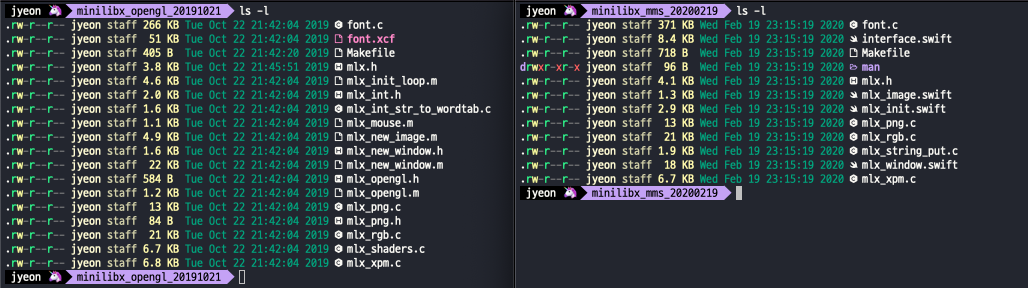 jyeon minilibx_opengl_20191021 ls -l
.rw-r--r-- jyeon staff 266 KB Tue Oct 22 21:42:04 2019 font.c
.rw-r--r-- jyeon staff 51 KB Tue Oct 22 21:42:04 2019 font.xcf
.rw-r--r-- jyeon staff 405 B Tue Oct 22 21:42:20 2019 Makefile
.rw-r--r-- jyeon staff 3.8 KB Tue Oct 22 21:45:51 2019 mlx.h
.rw-r--r-- jyeon staff 4.6 KB Tue Oct 22 21:42:04 2019 mlx_init_loop.m
.rw-r--r-- jyeon staff 2.0 KB Tue Oct 22 21:42:04 2019 mlx_int.h
.rw-r--r-- jyeon staff 1.6 KB Tue Oct 22 21:42:04 2019 mlx_int_str_to_wordtab.c
.rw-r--r-- jyeon staff 1.1 KB Tue Oct 22 21:42:04 2019 mlx_mouse.m
.rw-r--r-- jyeon staff 4.9 KB Tue Oct 22 21:42:04 2019 mlx_new_image.m
.rw-r--r-- jyeon staff 1.6 KB Tue Oct 22 21:42:04 2019 mlx_new_window.h
.rw-r--r-- jyeon staff 22 KB Tue Oct 22 21:42:04 2019 mlx_new_window.m
.rw-r--r-- jyeon staff 584 B Tue Oct 22 21:42:04 2019 mlx_opengl.h
.rw-r--r-- jyeon staff 1.2 KB Tue Oct 22 21:42:04 2019 mlx_opengl.m
.rw-r--r-- jyeon staff 13 KB Tue Oct 22 21:42:04 2019 mlx_png.c
.rw-r--r-- jyeon staff 84 B Tue Oct 22 21:42:04 2019 mlx_png.h
.rw-r--r-- jyeon staff 21 KB Tue Oct 22 21:42:04 2019 mlx_rgb.c
.rw-r--r-- jyeon staff 6.7 KB Tue Oct 22 21:42:04 2019 mlx_shaders.c
.rw-r--r-- jyeon staff 6.8 KB Tue Oct 22 21:42:04 2019 mlx_xpm.c
jyeon minilibx_opengl_20191021
jyeon minilibx_mms_20200219 ls -l
.rw-r--r-- jyeon staff 371 KB Wed Feb 19 23:15:19 2020 font.c
.rw-r--r-- jyeon staff 8.4 KB Wed Feb 19 23:15:19 2020 interface.swift
.rw-r--r-- jyeon staff 718 B Wed Feb 19 23:15:19 2020 Makefile
drwxr-xr-x jyeon staff 96 B Wed Feb 19 23:15:19 2020 man
.rw-r--r-- jyeon staff 4.1 KB Wed Feb 19 23:15:19 2020 mlx.h
.rw-r--r-- jyeon staff 1.3 KB Wed Feb 19 23:15:19 2020 mlx_image.swift
.rw-r--r-- jyeon staff 2.9 KB Wed Feb 19 23:15:19 2020 mlx_init.swift
.rw-r--r-- jyeon staff 13 KB Wed Feb 19 23:15:19 2020 mlx_png.c
.rw-r--r-- jyeon staff 21 KB Wed Feb 19 23:15:19 2020 mlx_rgb.c
.rw-r--r-- jyeon staff 1.9 KB Wed Feb 19 23:15:19 2020 mlx_string_put.c
.rw-r--r-- jyeon staff 18 KB Wed Feb 19 23:15:19 2020 mlx_window.swift
.rw-r--r-- jyeon staff 6.7 KB Wed Feb 19 23:15:19 2020 mlx_xpm.c
jyeon minilibx_mms_20200219